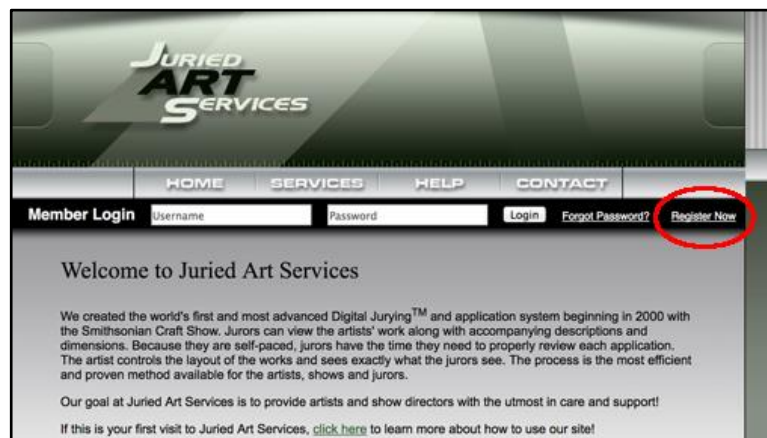 JURIED
ART
SERVICES
HOME SERVICES HELP CONTACT
Member Login Username Password Login Forgot Password? Register Now
Welcome to Juried Art Services
We created the world's first and most advanced Digital Jurying™ and application system beginning in 2000 with
the Smithsonian Craft Show. Jurors can view the artists' work along with accompanying descriptions and
dimensions. Because they are self-paced, jurors have the time they need to properly review each application.
The artist controls the layout of the works and sees exactly what the jurors see. The process is the most efficient
and proven method available for the artists, shows and jurors.
Our goal at Juried Art Services is to provide artists and show directors with the utmost in care and support!
If this is your first visit to Juried Art Services, click here to learn more about how to use our site!